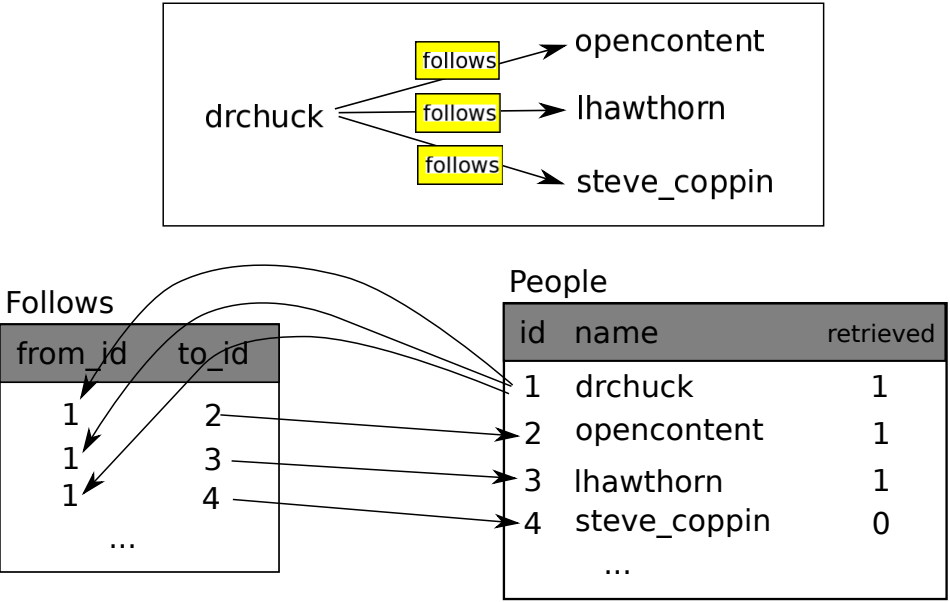 follows
opencontent
drchuck
follows
lhawthorn
follows
steve_coppin
Follows
from_id to_id
1 2
1 3
1 4
...
People
id name retrieved
1 drchuck 1
2 opencontent 1
3 lhawthorn 1
4 steve_coppin 0
...